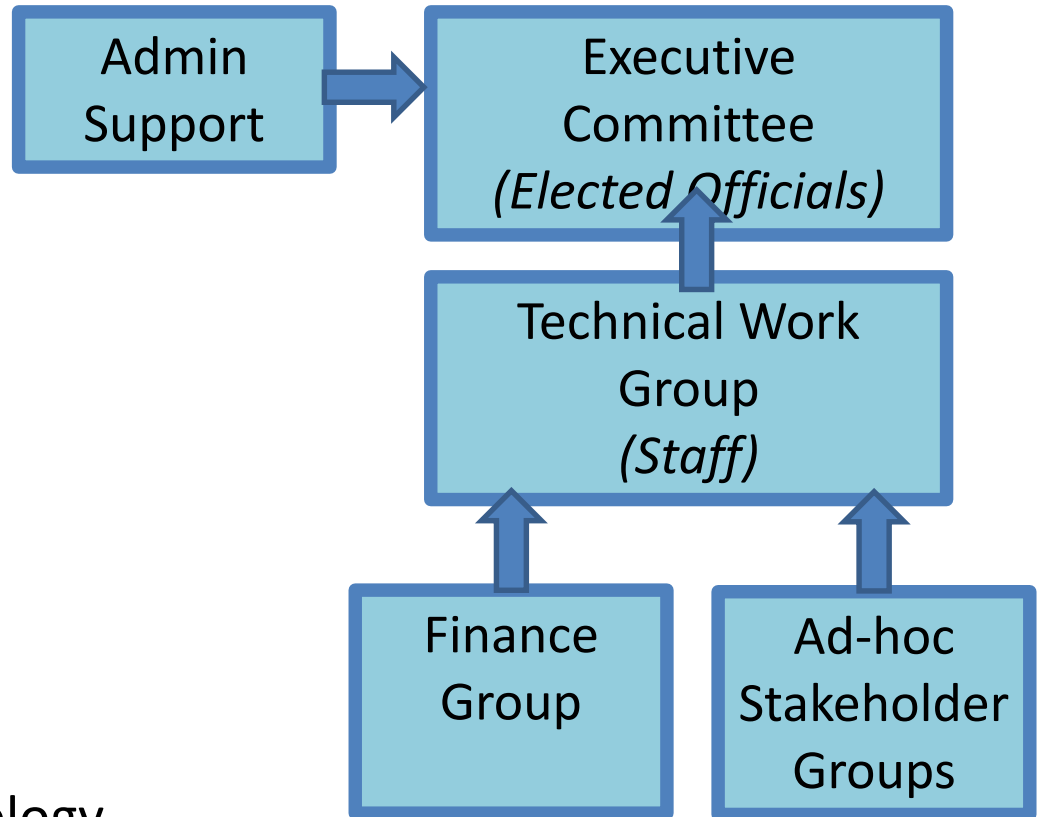 Admin
Support
Executive
Committee
(Elected Officials)
Technical Work
Group
(Staff)
Finance
Group
Ad-hoc
Stakeholder
Groups